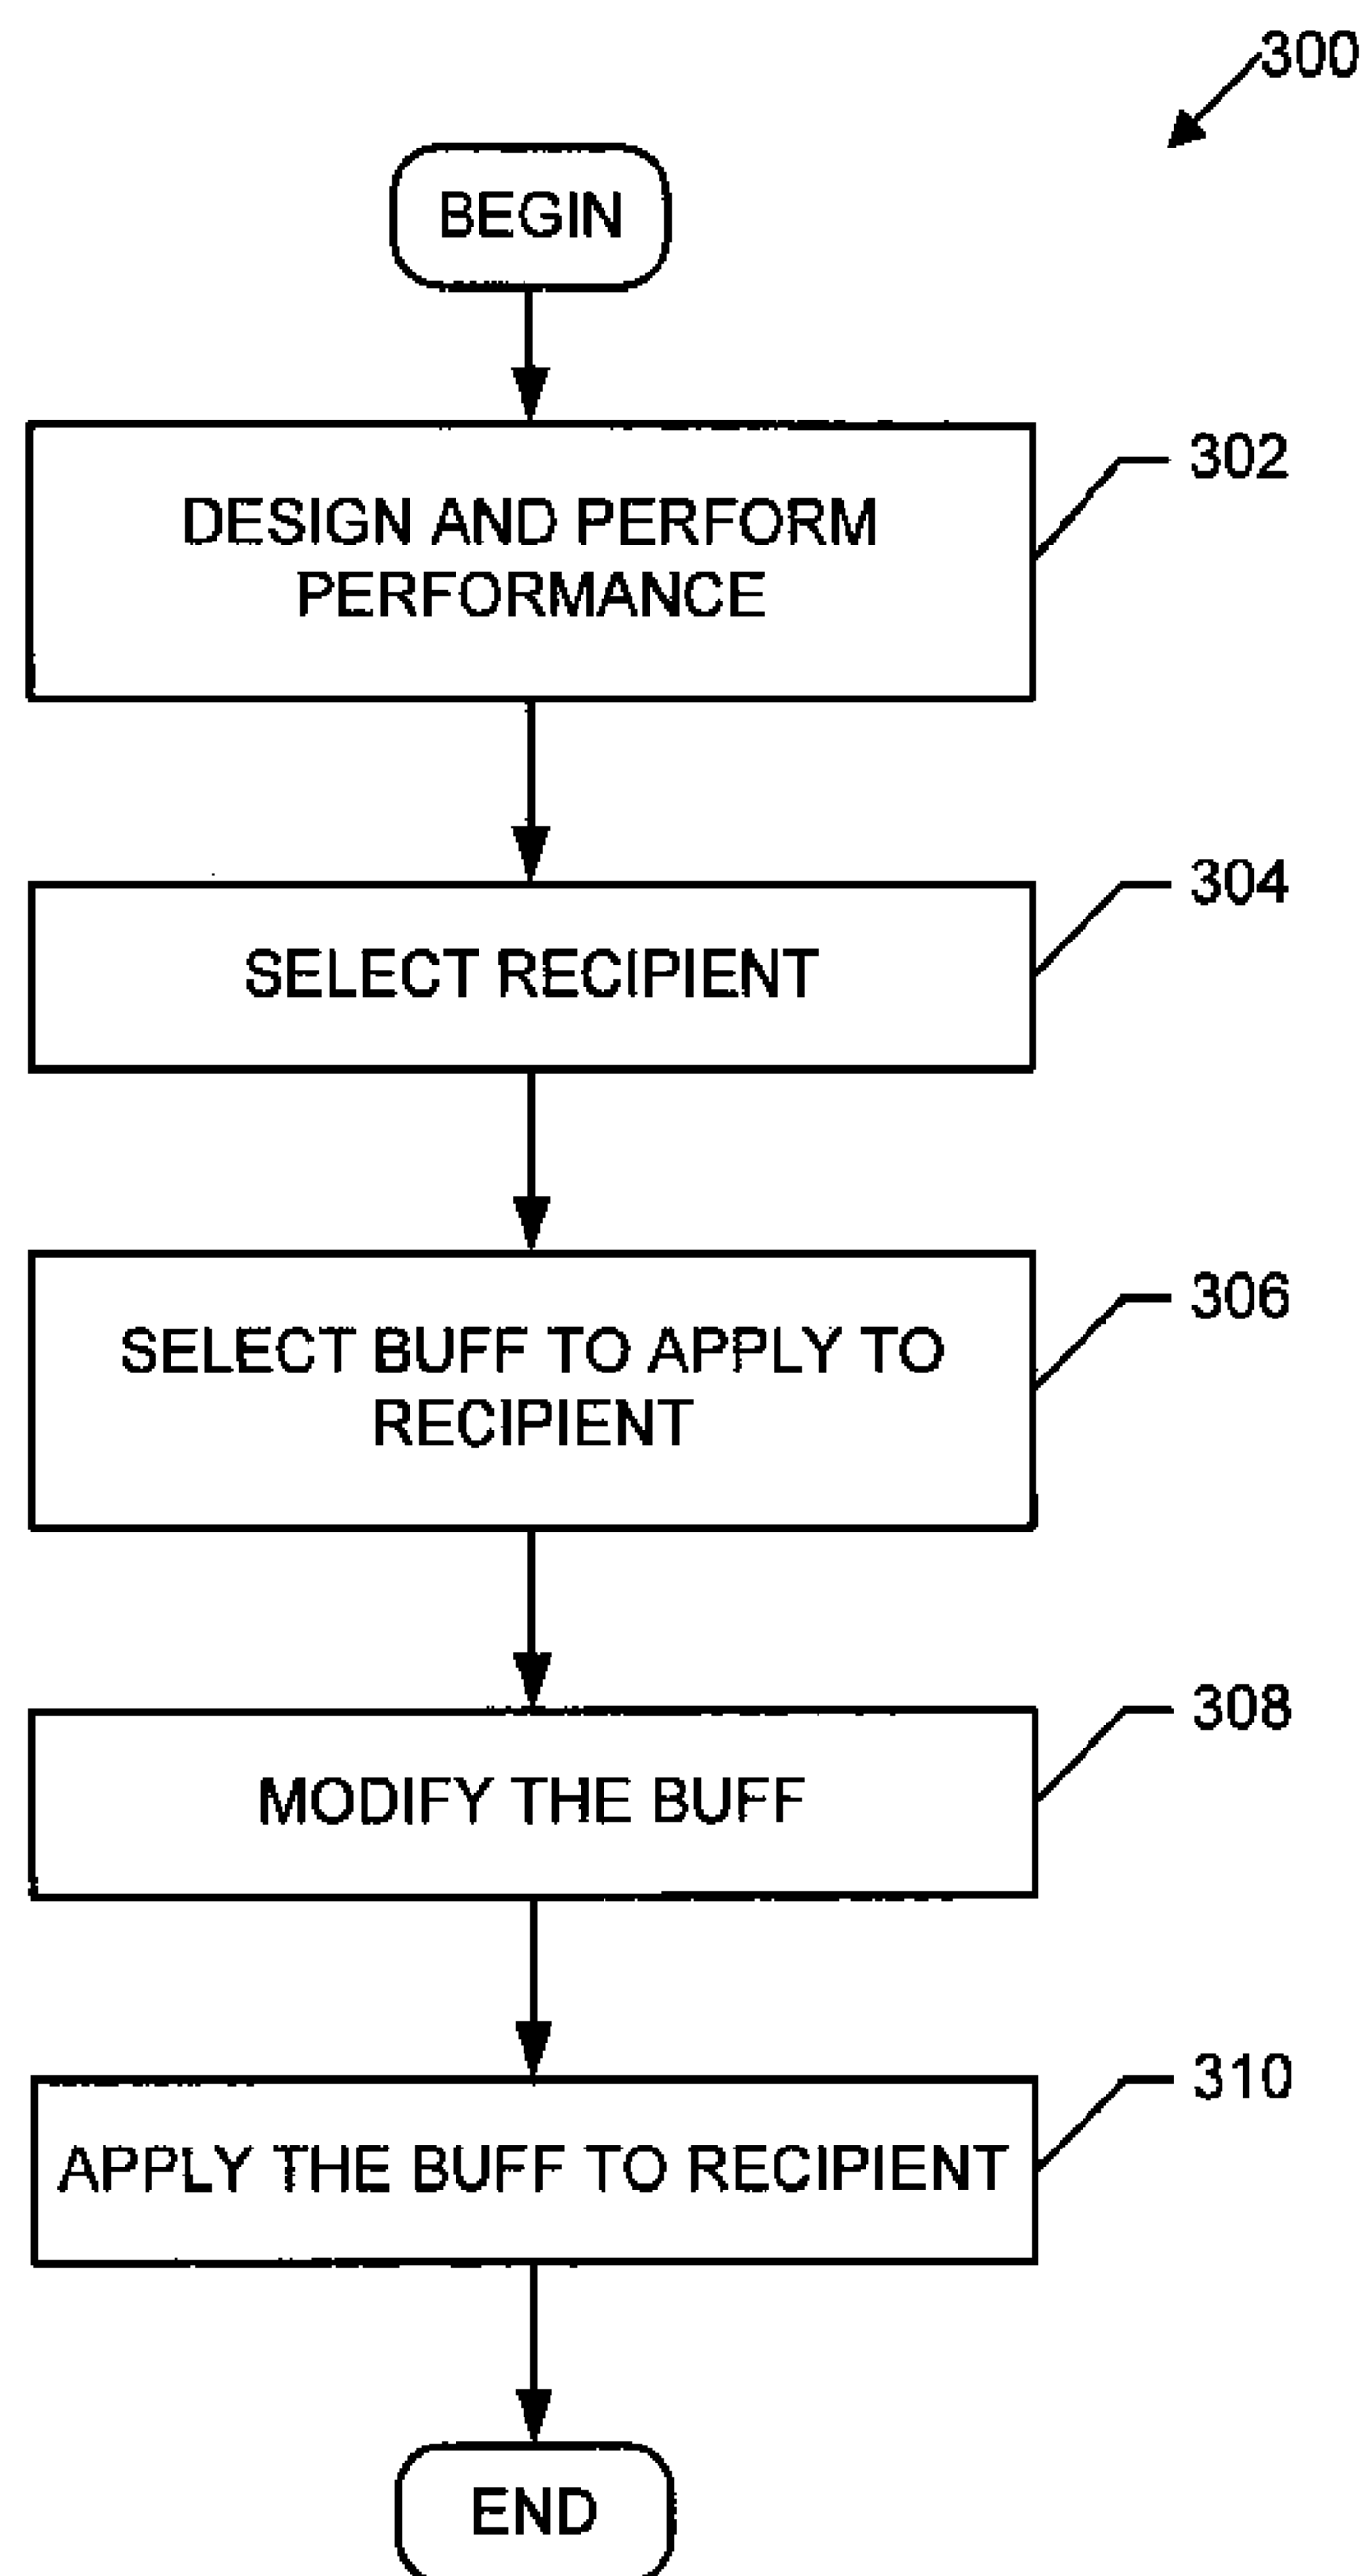 300
BEGIN
302
DESIGN AND PERFORM
PERFORMANCE
304
SELECT RECIPIENT
306
SELECT BUFF TO APPLY TO
RECIPIENT
308
MODIFY THE BUFF
310
APPLY THE BUFF TO RECIPIENT
END